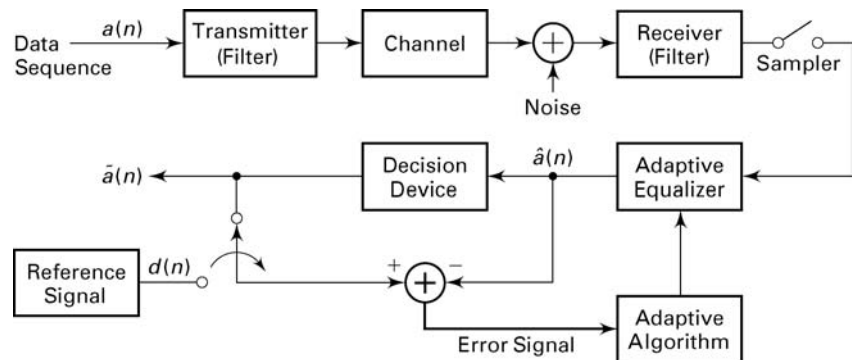 Data
Sequence
a(n)
Transmitter
(Filter)
Channel
+
Noise
Receiver
(Filter)
Sampler
ã(n)
Decision
Device
â(n)
Adaptive
Equalizer
Reference
Signal
d(n)
+
+
−
Error Signal
Adaptive
Algorithm